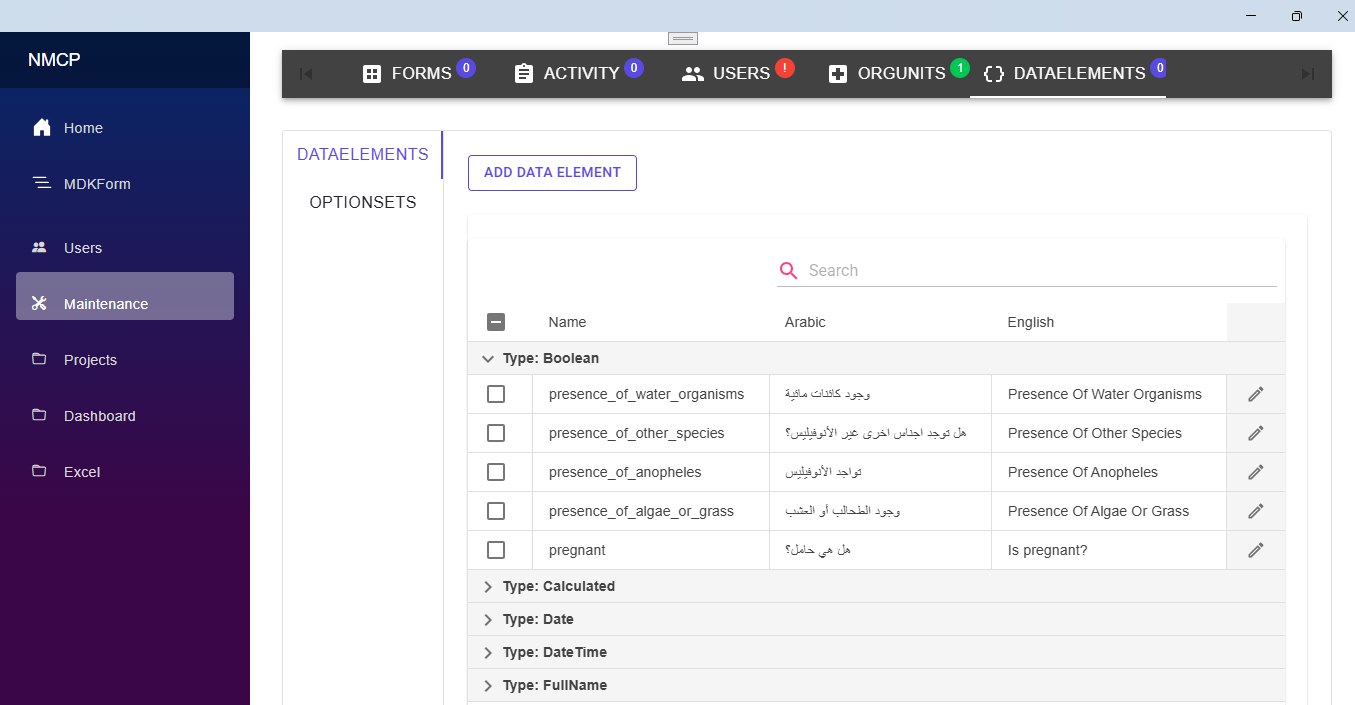 NMCP
FORMS 0 ACTIVITY 0 USERS ! ORGUNITS 1 DATAELEMENTS 0
Home
MDKForm
Users
Maintenance
Projects
Dashboard
Excel
DATAELEMENTS
OPTIONSETS
ADD DATA ELEMENT
Search
Name Arabic English
Type: Boolean
presence_of_water_organisms وجود كائنات مائية Presence Of Water Organisms
presence_of_other_species هل توجد اجناس اخرى غير الأنوفيليس؟ Presence Of Other Species
presence_of_anopheles تواجد الأنوفيليس Presence Of Anopheles
presence_of_algae_or_grass وجود الطحالب أو العشب Presence Of Algae Or Grass
pregnant هل هي حامل؟ Is pregnant?
Type: Calculated
Type: Date
Type: DateTime
Type: FullName